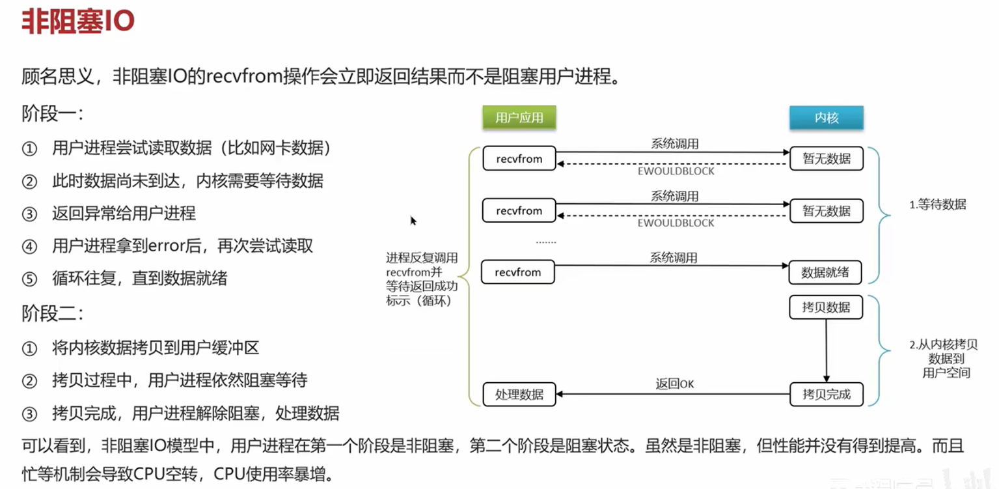 非阻塞IO
顾名思义，非阻塞IO的recvfrom操作会立即返回结果而不是阻塞用户进程。
阶段一：
① 用户进程尝试读取数据（比如网卡数据）
② 此时数据尚未到达，内核需要等待数据
③ 返回异常给用户进程
④ 用户进程拿到error后，再次尝试读取
⑤ 循环往复，直到数据就绪
阶段二：
① 将内核数据拷贝到用户缓冲区
② 拷贝过程中，用户进程依然阻塞等待
③ 拷贝完成，用户进程解除阻塞，处理数据
用户应用
内核
recvfrom
系统调用
暂无数据
EWOULDBLOCK
recvfrom
系统调用
暂无数据
EWOULDBLOCK
.......
recvfrom
系统调用
数据就绪
1.等待数据
进程反复调用
recvfrom并
等待返回成功
标示（循环）
拷贝数据
2.从内核拷贝
数据到
用户空间
处理数据
返回OK
拷贝完成
可以看到，非阻塞IO模型中，用户进程在第一个阶段是非阻塞，第二个阶段是阻塞状态。虽然是非阻塞，但性能并没有得到提高。而且
忙等机制会导致CPU空转，CPU使用率暴增。